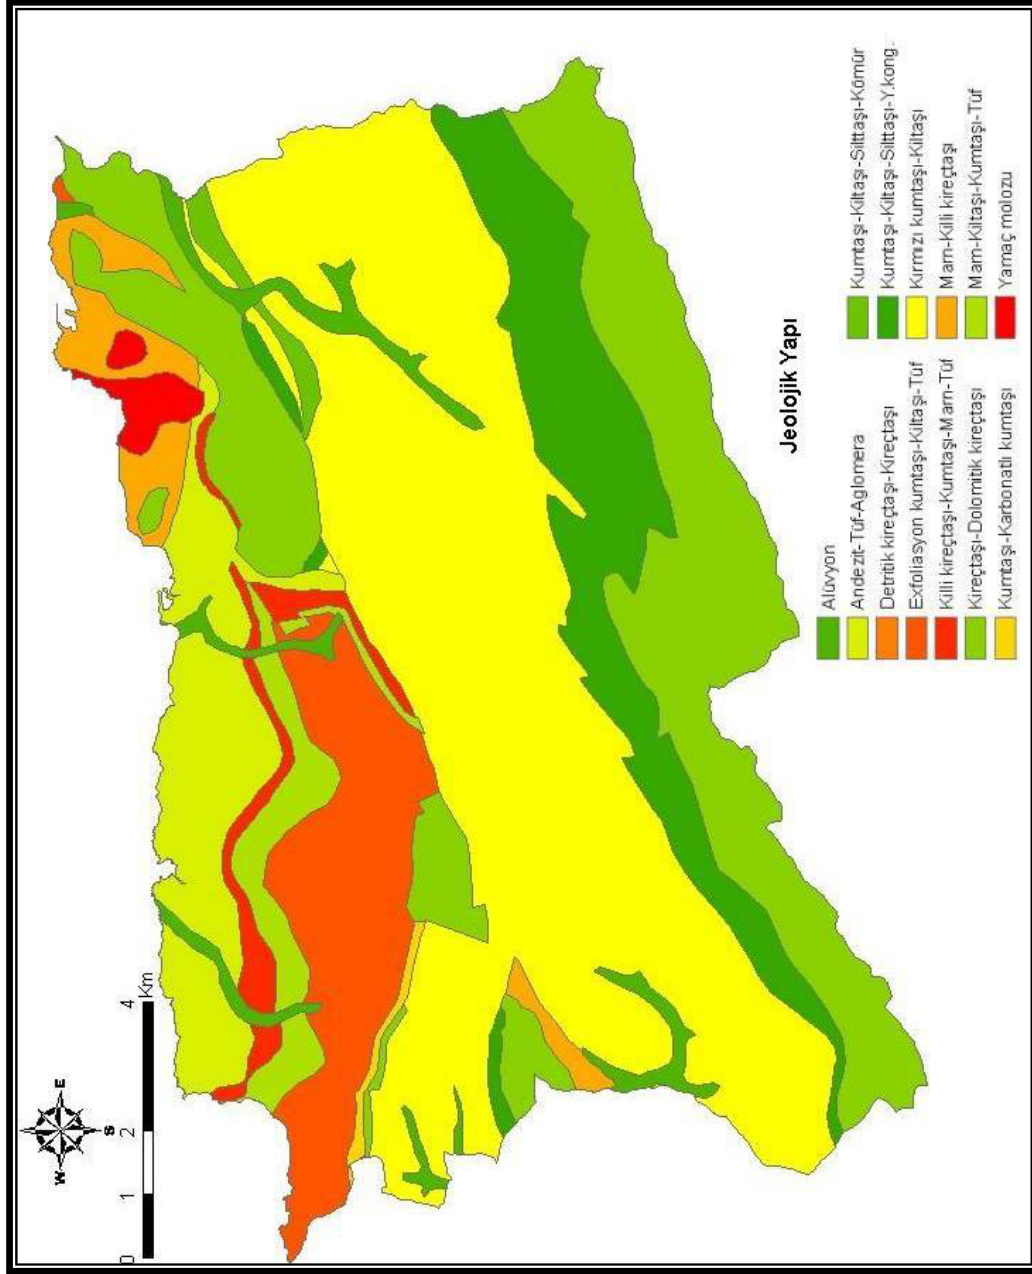 W
E
S
0 1 2 4
Km
Jeolojik Yapı
Alüvyon
Andezit-Tüf-Aglomera
Detritik kireçtaşı-Kireçtaşı
Exfoliasyon kumtaşı-Kiltaşı-Tüf
Killi kireçtaşı-Kumtaşı-Marn-Tüf
Kireçtaşı-Dolomitik kireçtaşı
Kumtaşı-Karbonatlı kumtaşı
Kumtaşı-Kiltaşı-Silttaşı-Kömür
Kumtaşı-Kiltaşı-Silttaşı-Y.kong.
Kırmızı kumtaşı-Kiltaşı
Marn-Killi kireçtaşı
Marn-Kiltaşı-Kumtaşı-Tüf
Yamaç molozu